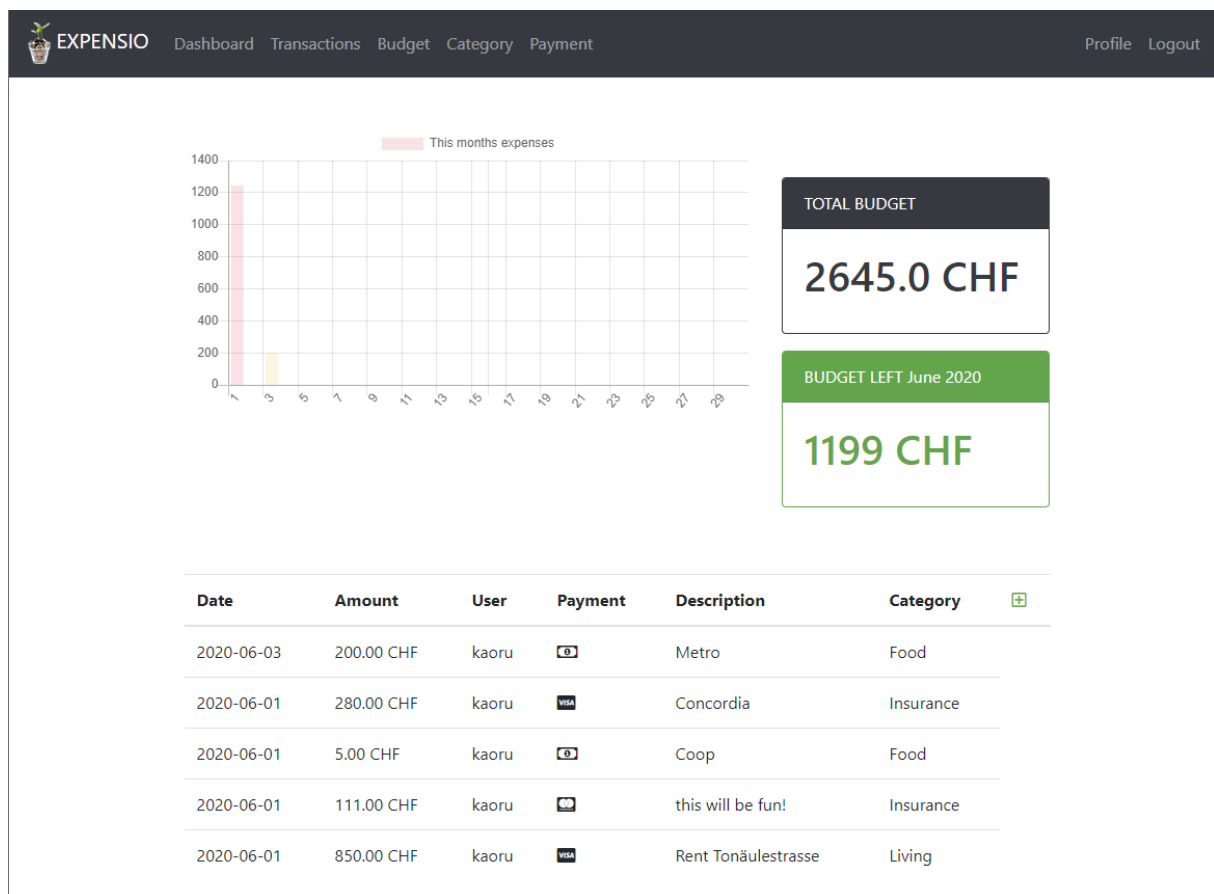 EXPENSIO Dashboard Transactions Budget Category Payment Profile Logout
This months expenses
1400
1200
1000
800
600
400
200
0
1 3 5 7 9 11 13 15 17 19 21 23 25 27 29
TOTAL BUDGET
2645.0 CHF
BUDGET LEFT June 2020
1199 CHF
Date Amount User Payment Description Category
2020-06-03 200.00 CHF kaoru Metro Food
2020-06-01 280.00 CHF kaoru VISA Concordia Insurance
2020-06-01 5.00 CHF kaoru Coop Food
2020-06-01 111.00 CHF kaoru this will be fun! Insurance
2020-06-01 850.00 CHF kaoru VISA Rent Tonäulestrasse Living